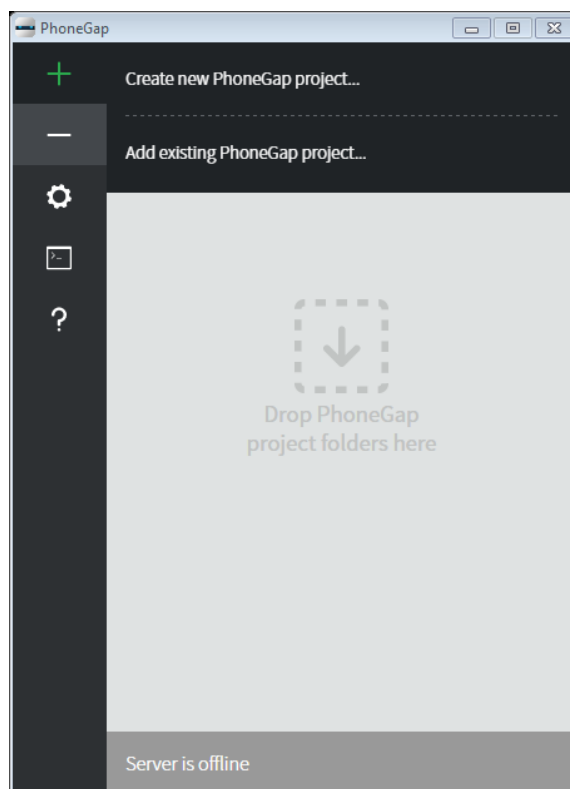 PhoneGap
Create new PhoneGap project...
Add existing PhoneGap project...
Drop PhoneGap
project folders here
Server is offline